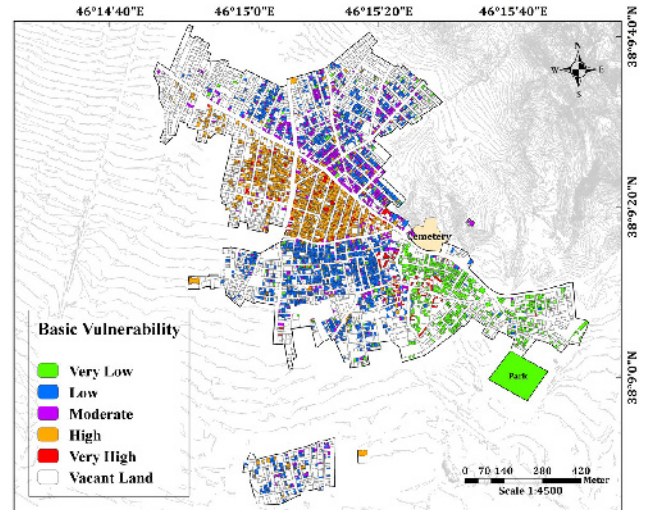 46°14'40"E 46°15'0"E 46°15'20"E 46°15'40"E
38°9'40"N
W E
S
38°9'20"N
Cemetery
Basic Vulnerability
Very Low
Low
Moderate
High
Very High
Vacant Land
38°9'0"N
Park
0 70 140 280 420
Meter
Scale 1:4500